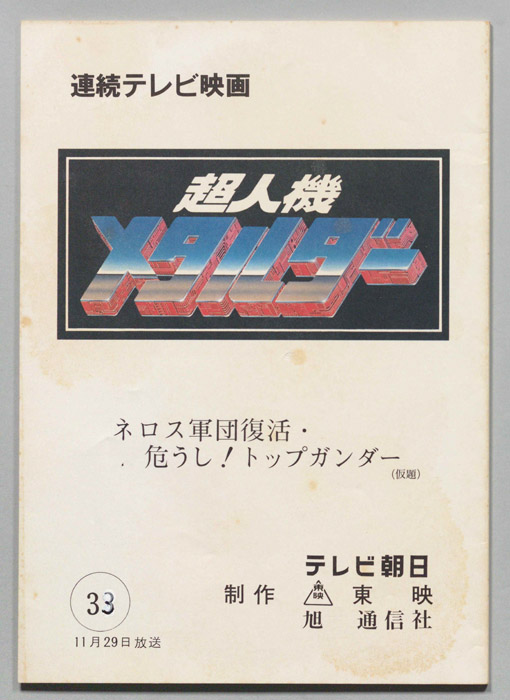 連続テレビ映画
超人機
メタルダー
ネロス軍団復活・
危うし!トップガンダー
(仮題)
テレビ朝日
制作 東映 東映
旭通信社
33
11月29日放送